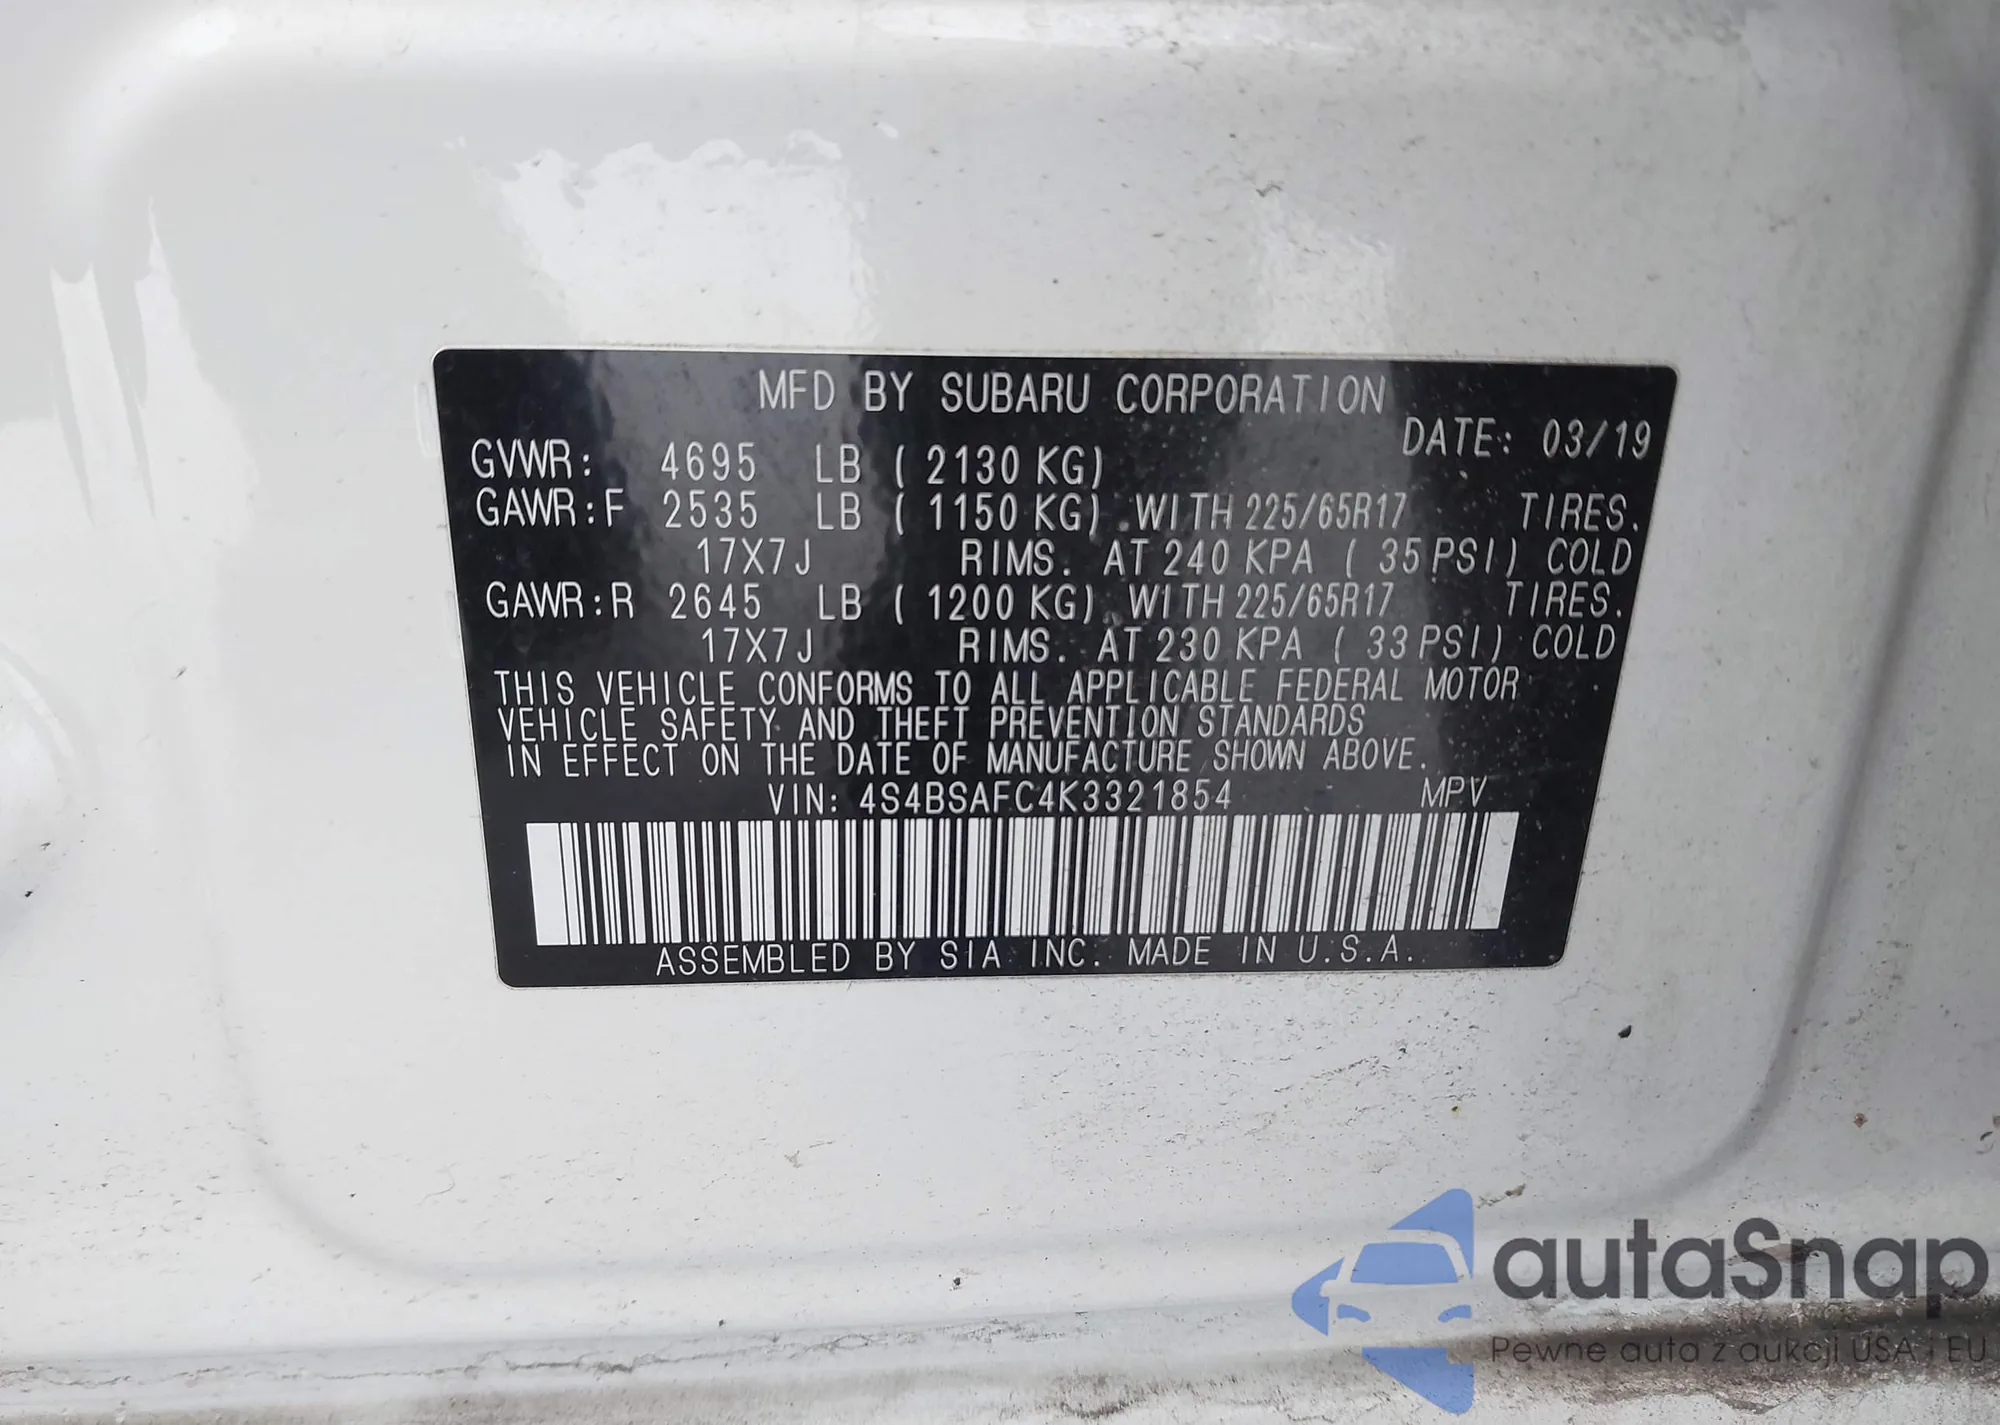 MFD BY SUBARU CORPORATION
DATE: 03/19
GVWR: 4695 LB ( 2130 KG)
GAWR:F 2535 LB ( 1150 KG) WITH 225/65R17 TIRES.
17X7J RIMS. AT 240 KPA ( 35 PSI) COLD
GAWR:R 2645 LB ( 1200 KG) WITH 225/65R17 TIRES.
17X7J RIMS. AT 230 KPA ( 33 PSI) COLD
THIS VEHICLE CONFORMS TO ALL APPLICABLE FEDERAL MOTOR
VEHICLE SAFETY AND THEFT PREVENTION STANDARDS
IN EFFECT ON THE DATE OF MANUFACTURE SHOWN ABOVE.
VIN: 4S4BSAFC4K3321854 MPV
ASSEMBLED BY SIA INC. MADE IN U.S.A.
autaSnap
Pewne auta z aukcji USA i EU